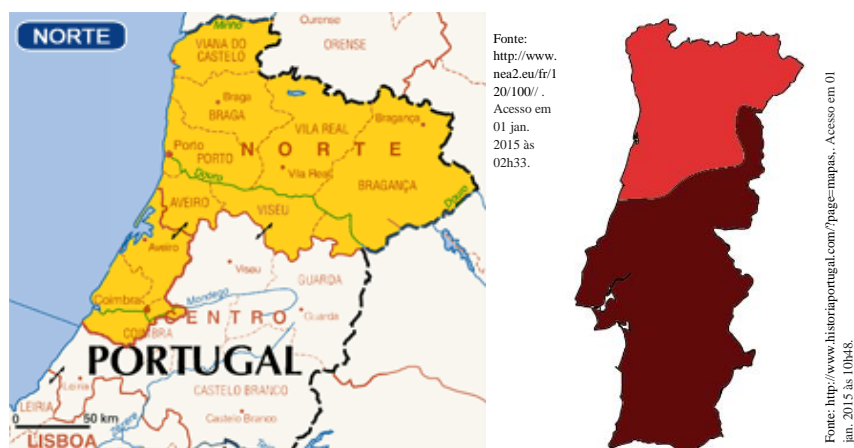 NORTE
Minho
Ourense
ORENSE
VIANA DO
CASTELO
Braga
BRAGA
VILA REAL
Bragança
Porto
PORTO
N O R T E
Vila Real
Douro
BRAGANÇA
Douro
AVEIRO
VISEU
Aveiro
Viseu
GUARDA
Coimbra
Mondego
CENTRO
Guarda
COIMBRA
PORTUGAL
Leiria
CASTELO BRANCO
LEIRIA
Castelo Branco
0 50 km
LISBOA
Fonte:
http://www.
nea2.eu/fr/1
20/100// .
Acesso em
01 jan.
2015 às
02h33.
Fonte: http://www.historiaportugal.com/?page=mapas,. Acesso em 01
jan. 2015 às 10h48.